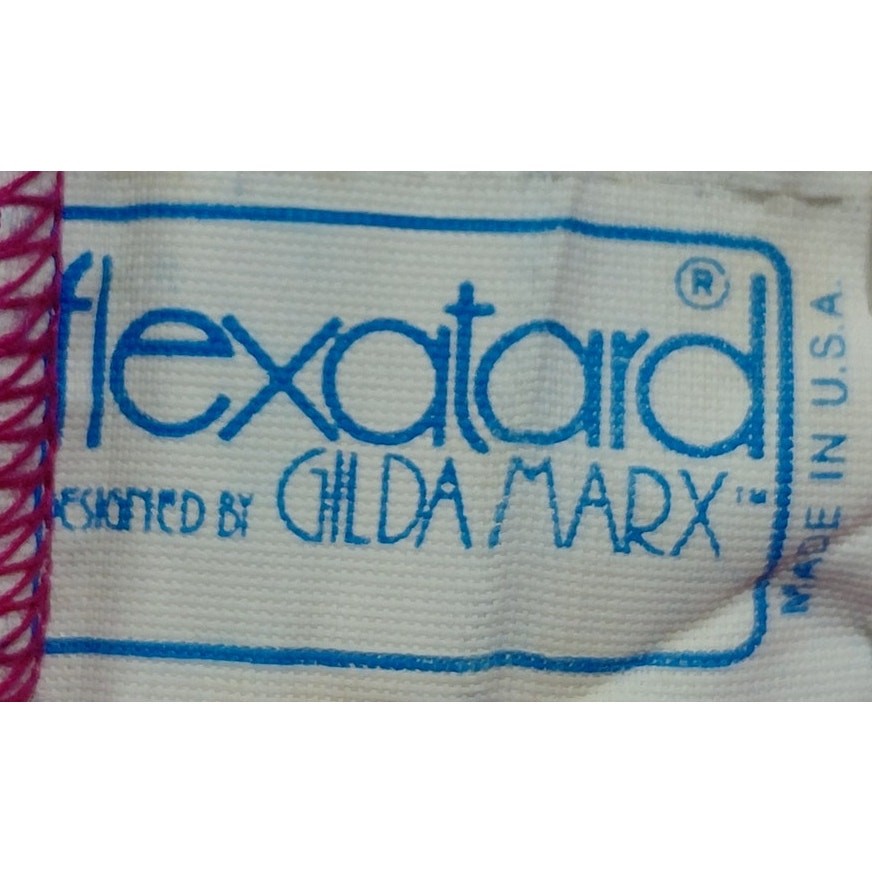 flexatard®
DESIGNED BY GILDA MARX™
MADE IN U.S.A.